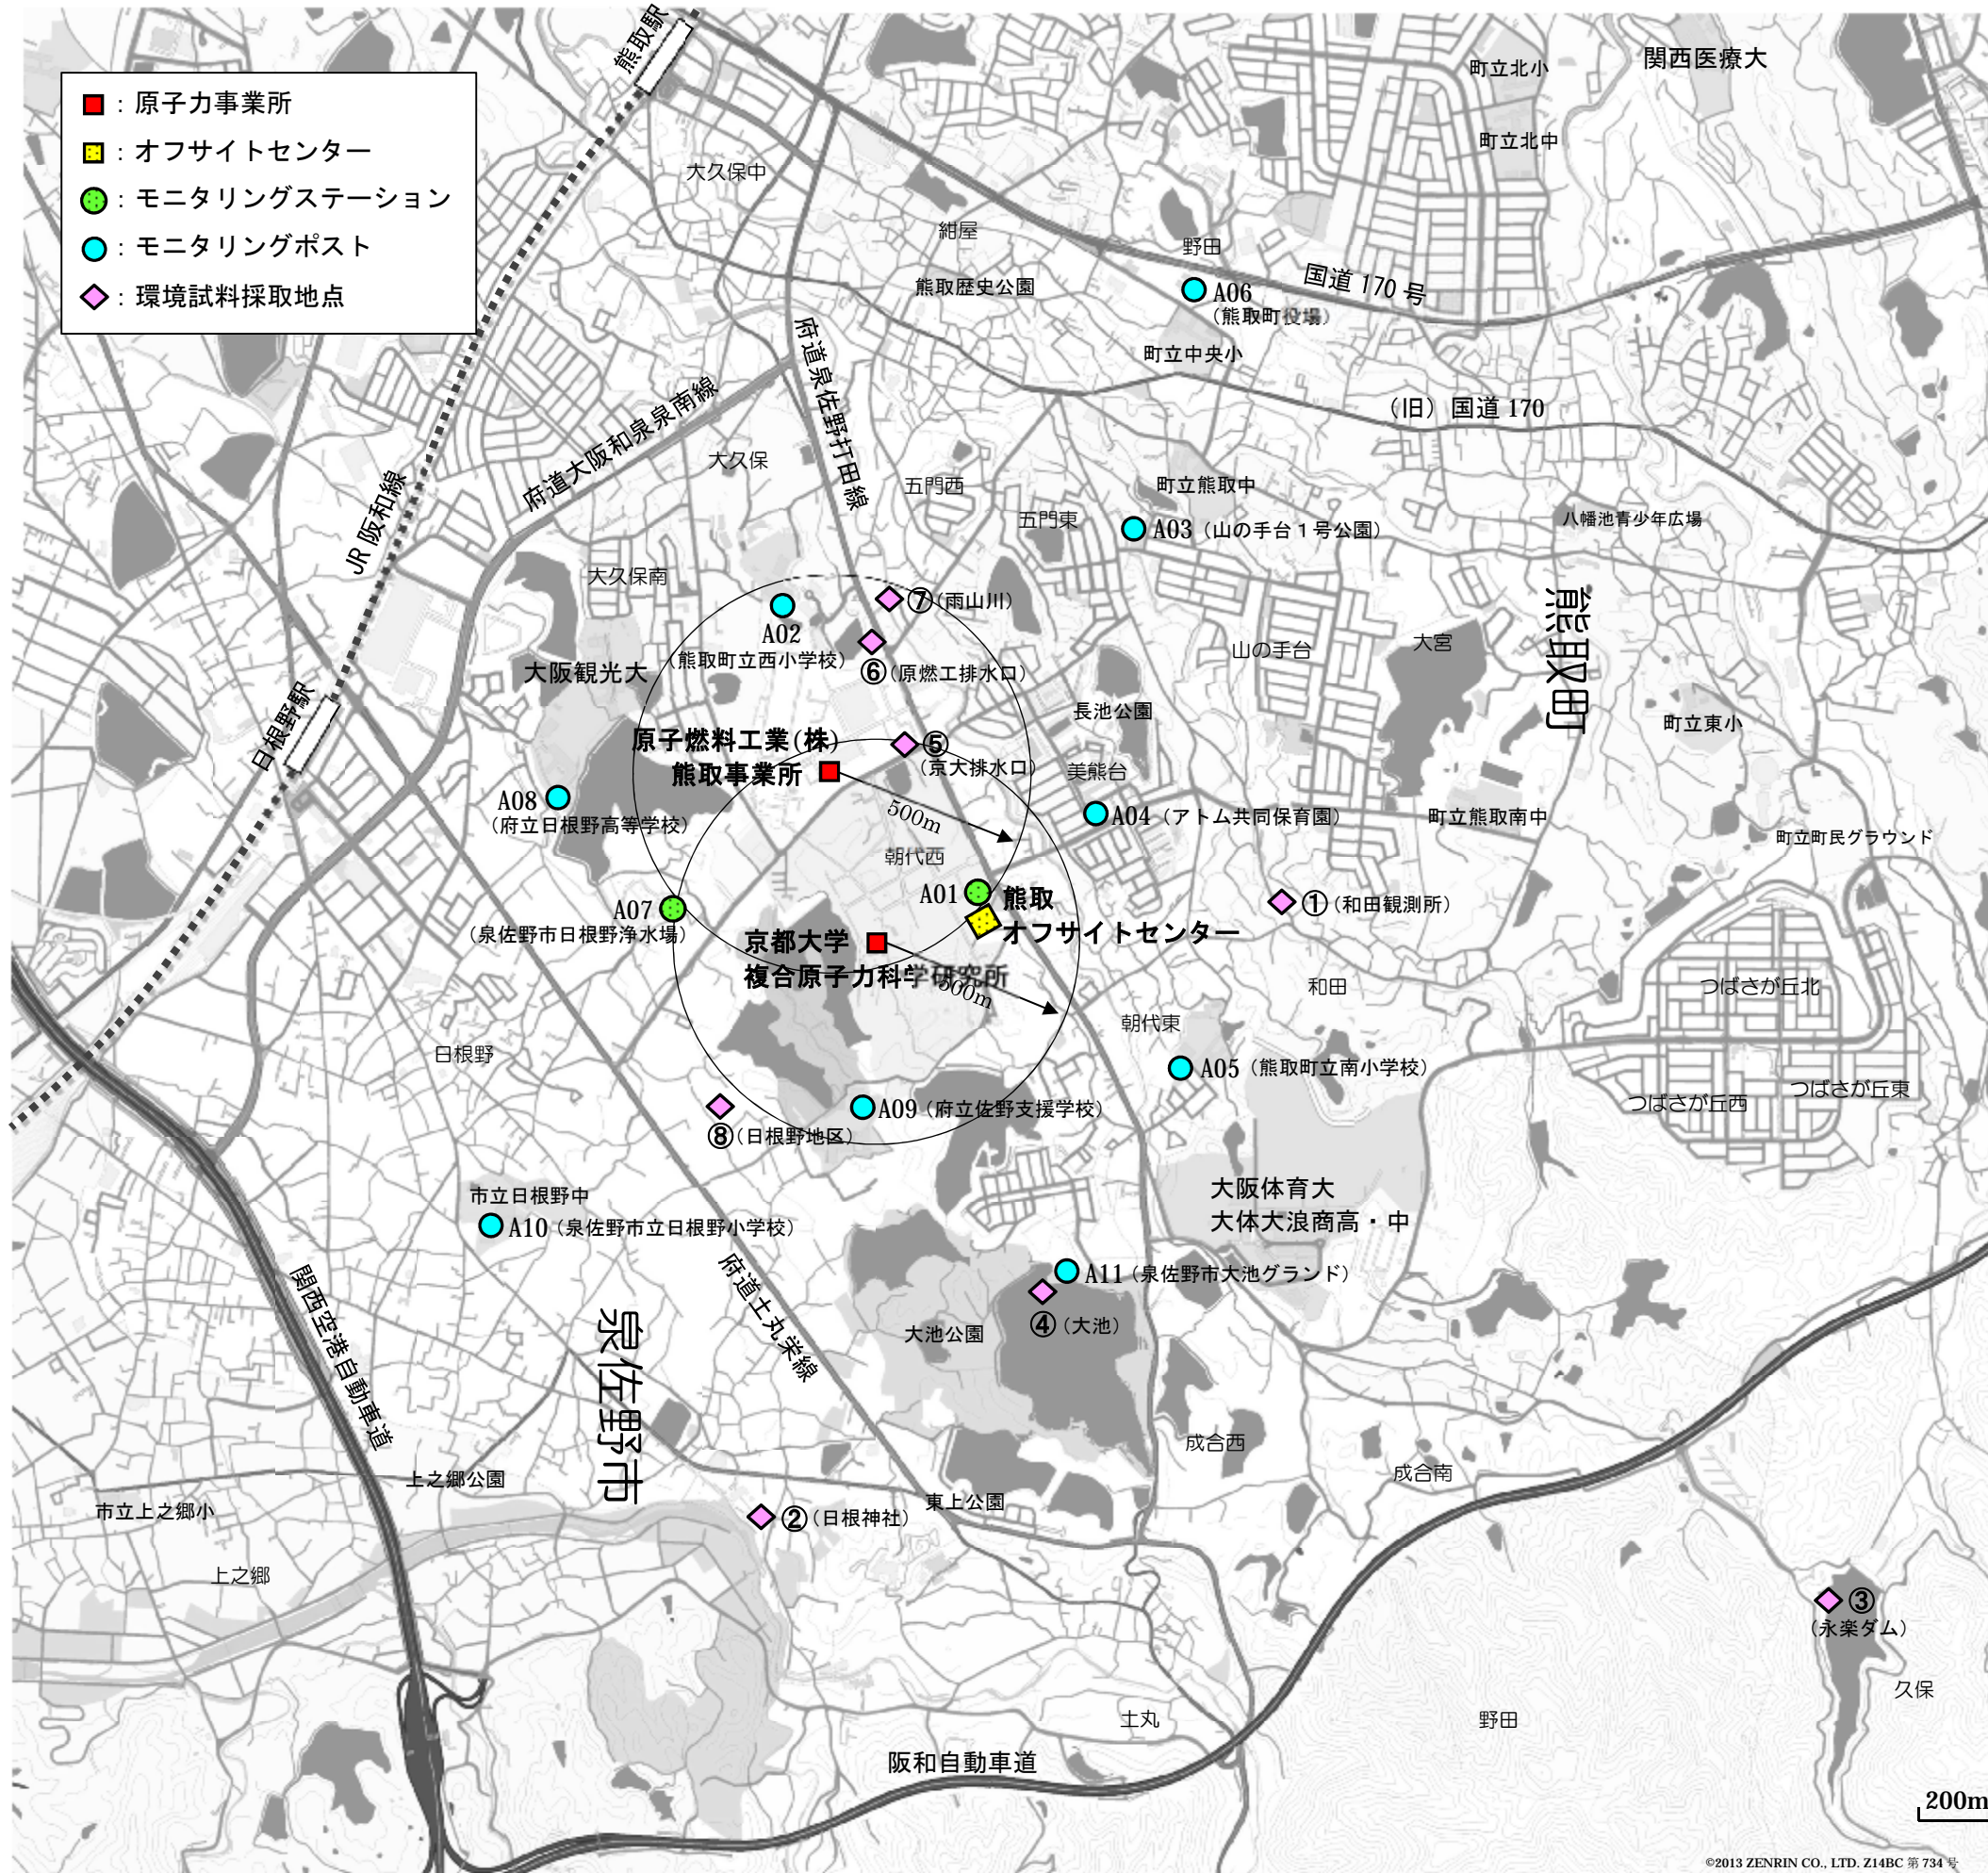 熊取駅
：原子力事業所
：オフサイトセンター
：モニタリングステーション
：モニタリングポスト
：環境試料採取地点
関西医療大
町立北小
町立北中
大久保中
紺屋
熊取歴史公園
野田
国道 170 号
A06
（熊取町役場）
町立中央小
（旧）国道 170
府道泉佐野打田線
府道大阪和泉泉南線
JR 阪和線
大久保
五門西
五門東
町立熊取中
A03（山の手台１号公園）
八幡池青少年広場
大久保南
A02
（熊取町立西小学校）
⑦（雨山川）
⑥（原燃工排水口）
大阪観光大
山の手台
大宮
熊取町
町立東小
長池公園
日根野駅
原子燃料工業(株)
熊取事業所
⑤
（京大排水口）
美熊台
500m
A08
（府立日根野高等学校）
A04（アトム共同保育園）
町立熊取南中
町立町民グラウンド
朝代西
A01
熊取
オフサイトセンター
A07
（泉佐野市日根野浄水場）
①（和田観測所）
京都大学
複合原子力科学研究所
500m
和田
つばさが丘北
朝代東
日根野
A05（熊取町立南小学校）
つばさが丘西
つばさが丘東
A09（府立佐野支援学校）
⑧（日根野地区）
市立日根野中
A10（泉佐野市立日根野小学校）
大阪体育大
大体大浪商高・中
A11（泉佐野市大池グランド）
④（大池）
大池公園
府道土丸栄線
関西空港自動車道
泉佐野市
成合西
成合南
上之郷公園
市立上之郷小
東上公園
②（日根神社）
上之郷
③
（永楽ダム）
久保
野田
土丸
阪和自動車道
200m
©2013 ZENRIN CO., LTD. Z14BC 第 734 号